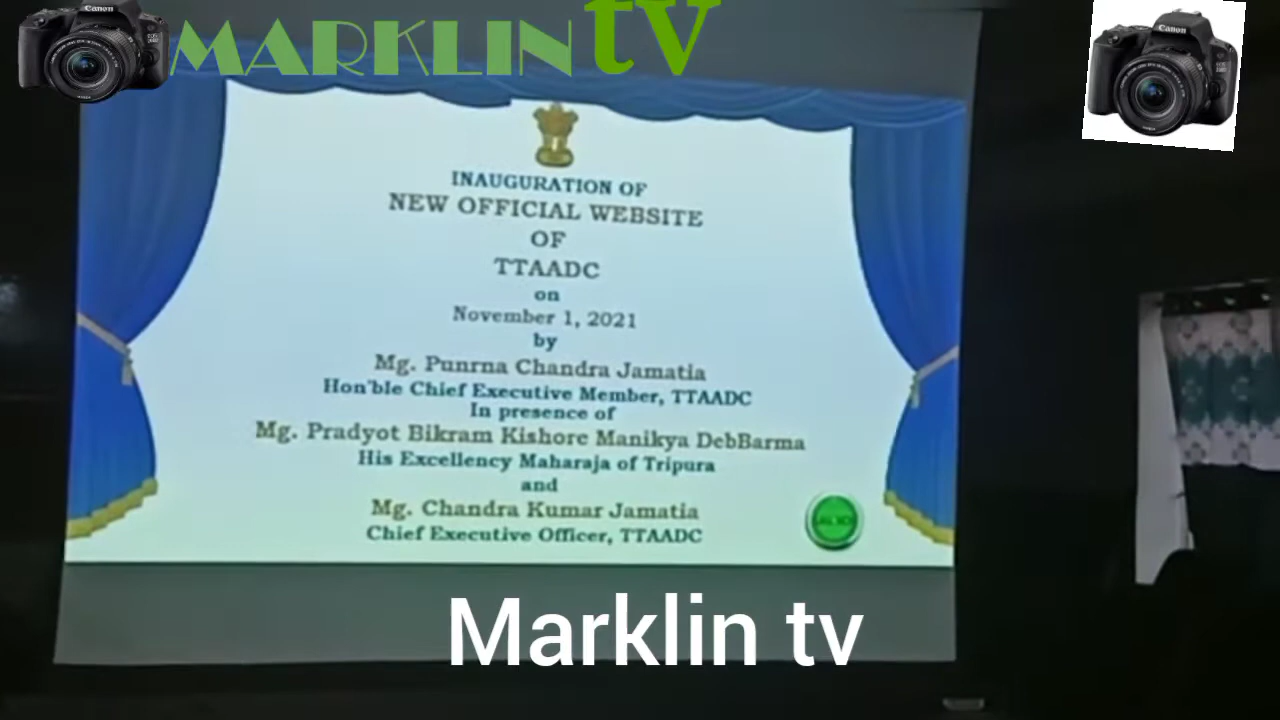 Canon
MARKLIN tv
Canon
INAUGURATION OF
NEW OFFICIAL WEBSITE
OF
TTAADC
on
November 1, 2021
by
Mg. Punrna Chandra Jamatia
Hon'ble Chief Executive Member, TTAADC
In presence of
Mg. Pradyot Bikram Kishore Manikya DebBarma
His Excellency Maharaja of Tripura
and
Mg. Chandra Kumar Jamatia
Chief Executive Officer, TTAADC
Marklin tv